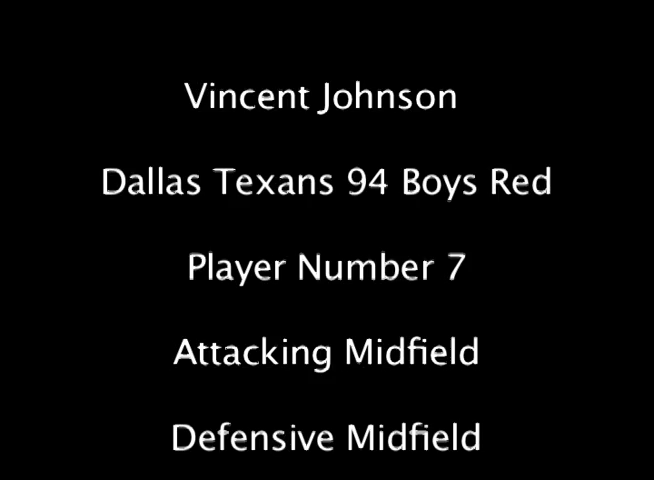 Vincent Johnson
Dallas Texans 94 Boys Red
Player Number 7
Attacking Midfield
Defensive Midfield